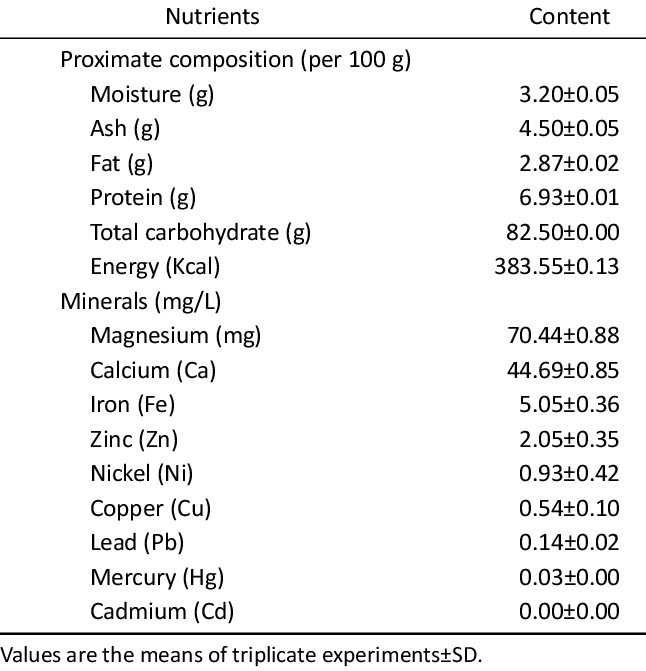 Nutrients Content
Proximate composition (per 100 g)
Moisture (g) 3.20±0.05
Ash (g) 4.50±0.05
Fat (g) 2.87±0.02
Protein (g) 6.93±0.01
Total carbohydrate (g) 82.50±0.00
Energy (Kcal) 383.55±0.13
Minerals (mg/L)
Magnesium (mg) 70.44±0.88
Calcium (Ca) 44.69±0.85
Iron (Fe) 5.05±0.36
Zinc (Zn) 2.05±0.35
Nickel (Ni) 0.93±0.42
Copper (Cu) 0.54±0.10
Lead (Pb) 0.14±0.02
Mercury (Hg) 0.03±0.00
Cadmium (Cd) 0.00±0.00
Values are the means of triplicate experiments±SD.